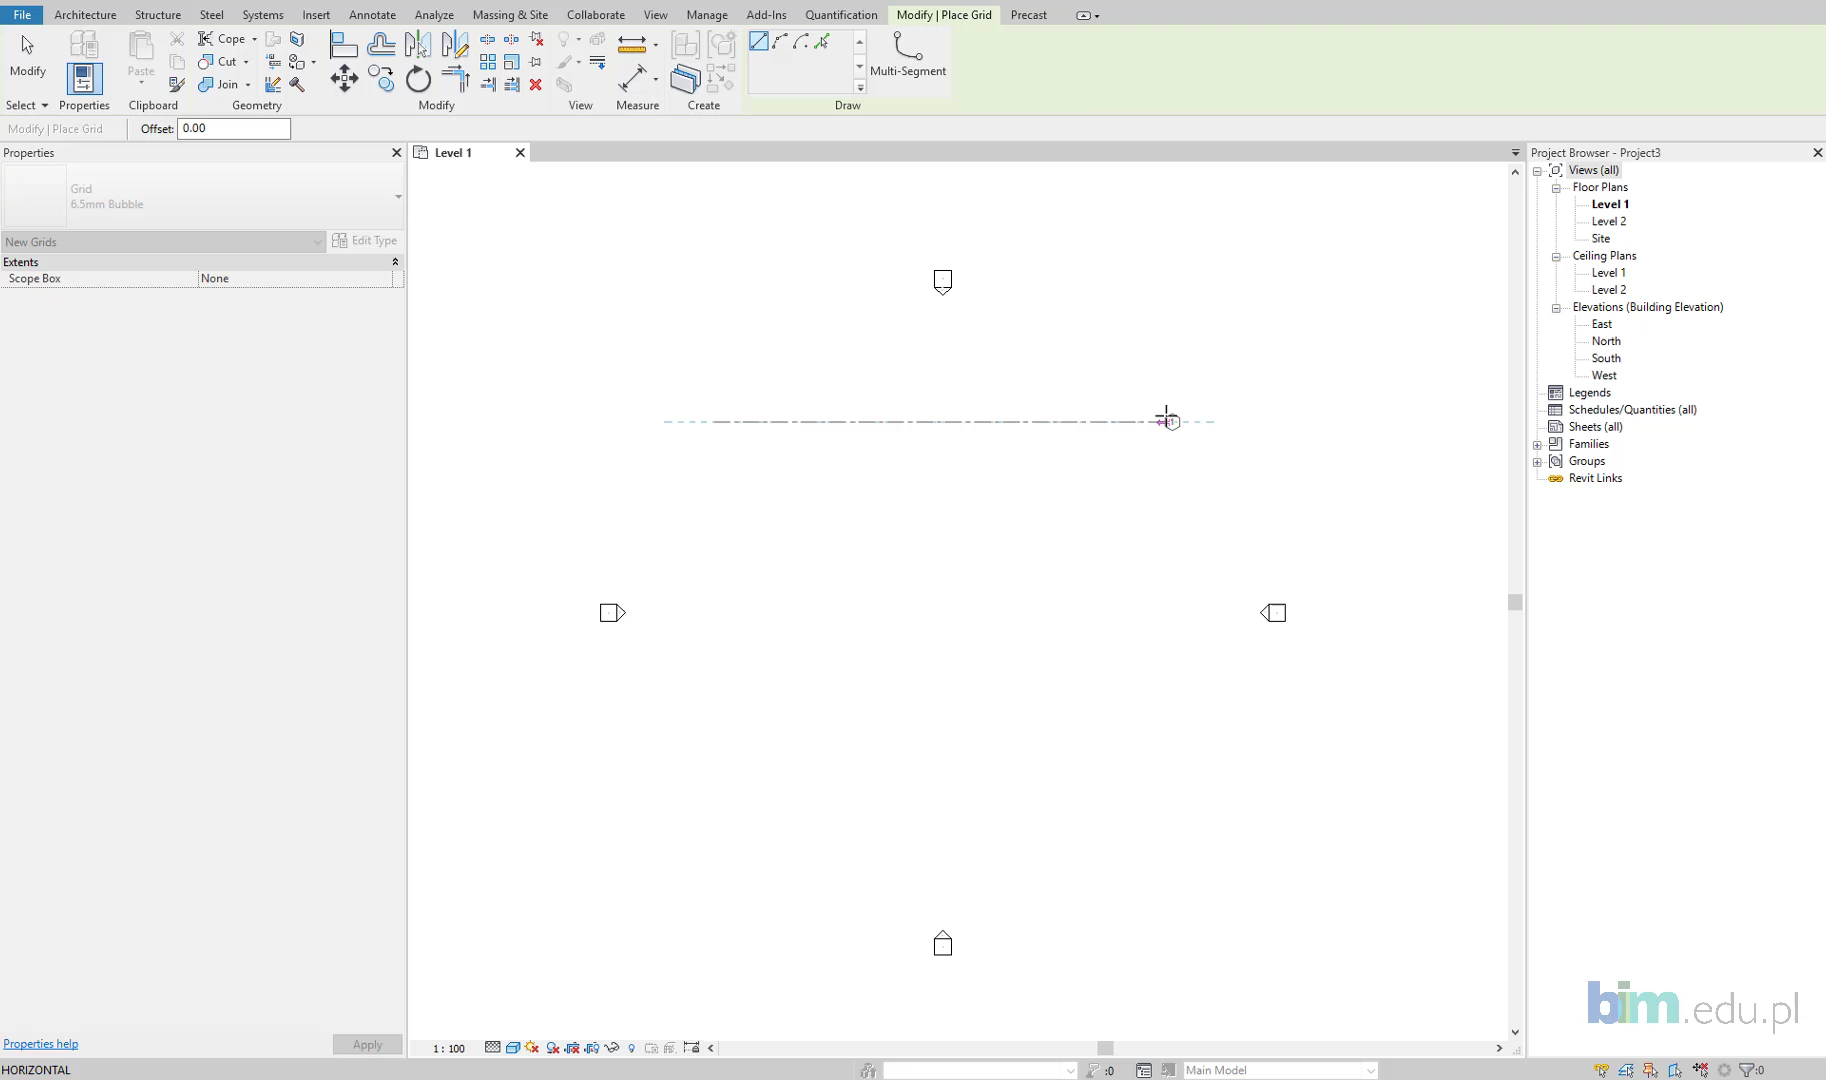 File Architecture Structure Steel Systems Insert Annotate Analyze Massing & Site Collaborate View Manage Add-Ins Quantification Modify | Place Grid Precast
Modify
Select
Properties
Paste
Clipboard
Cope
Cut
Join
Geometry
Modify
View
Measure
Create
Draw
Multi-Segment
Modify | Place Grid Offset: 0.00
Properties
Grid
6.5mm Bubble
New Grids Edit Type
Extents
Scope Box None
Properties help Apply
Level 1
1 : 100
Project Browser - Project3
Views (all)
Floor Plans
Level 1
Level 2
Site
Ceiling Plans
Level 1
Level 2
Elevations (Building Elevation)
East
North
South
West
Legends
Schedules/Quantities (all)
Sheets (all)
Families
Groups
Revit Links
bim.edu.pl
HORIZONTAL :0 Main Model :0